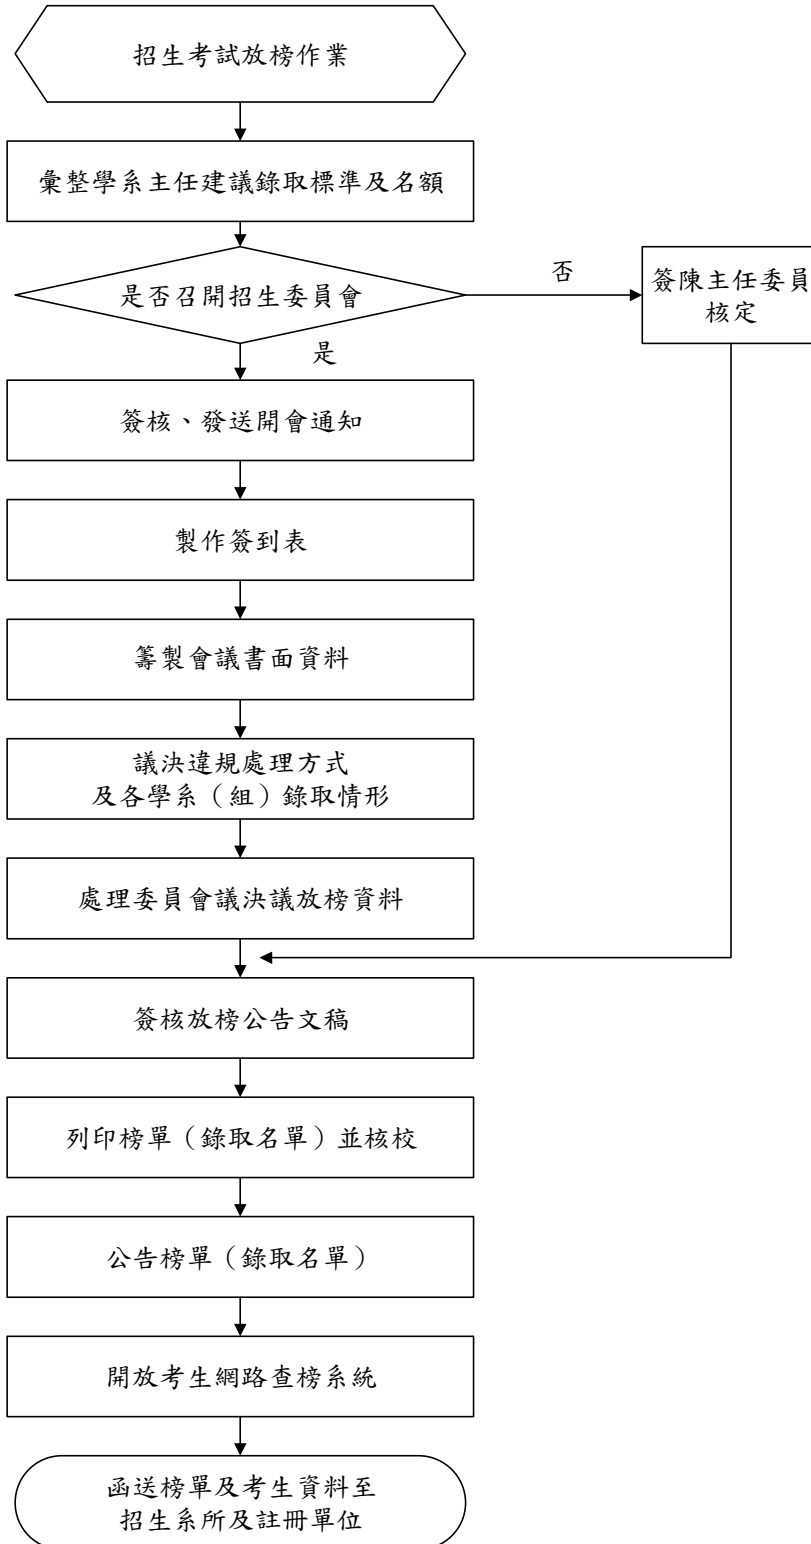 招生考試放榜作業
彙整學系主任建議錄取標準及名額
是否召開招生委員會
否
簽陳主任委員
核定
是
簽核、發送開會通知
製作簽到表
籌製會議書面資料
議決違規處理方式
及各學系（組）錄取情形
處理委員會議決議放榜資料
簽核放榜公告文稿
列印榜單（錄取名單）並核校
公告榜單（錄取名單）
開放考生網路查榜系統
函送榜單及考生資料至
招生系所及註冊單位